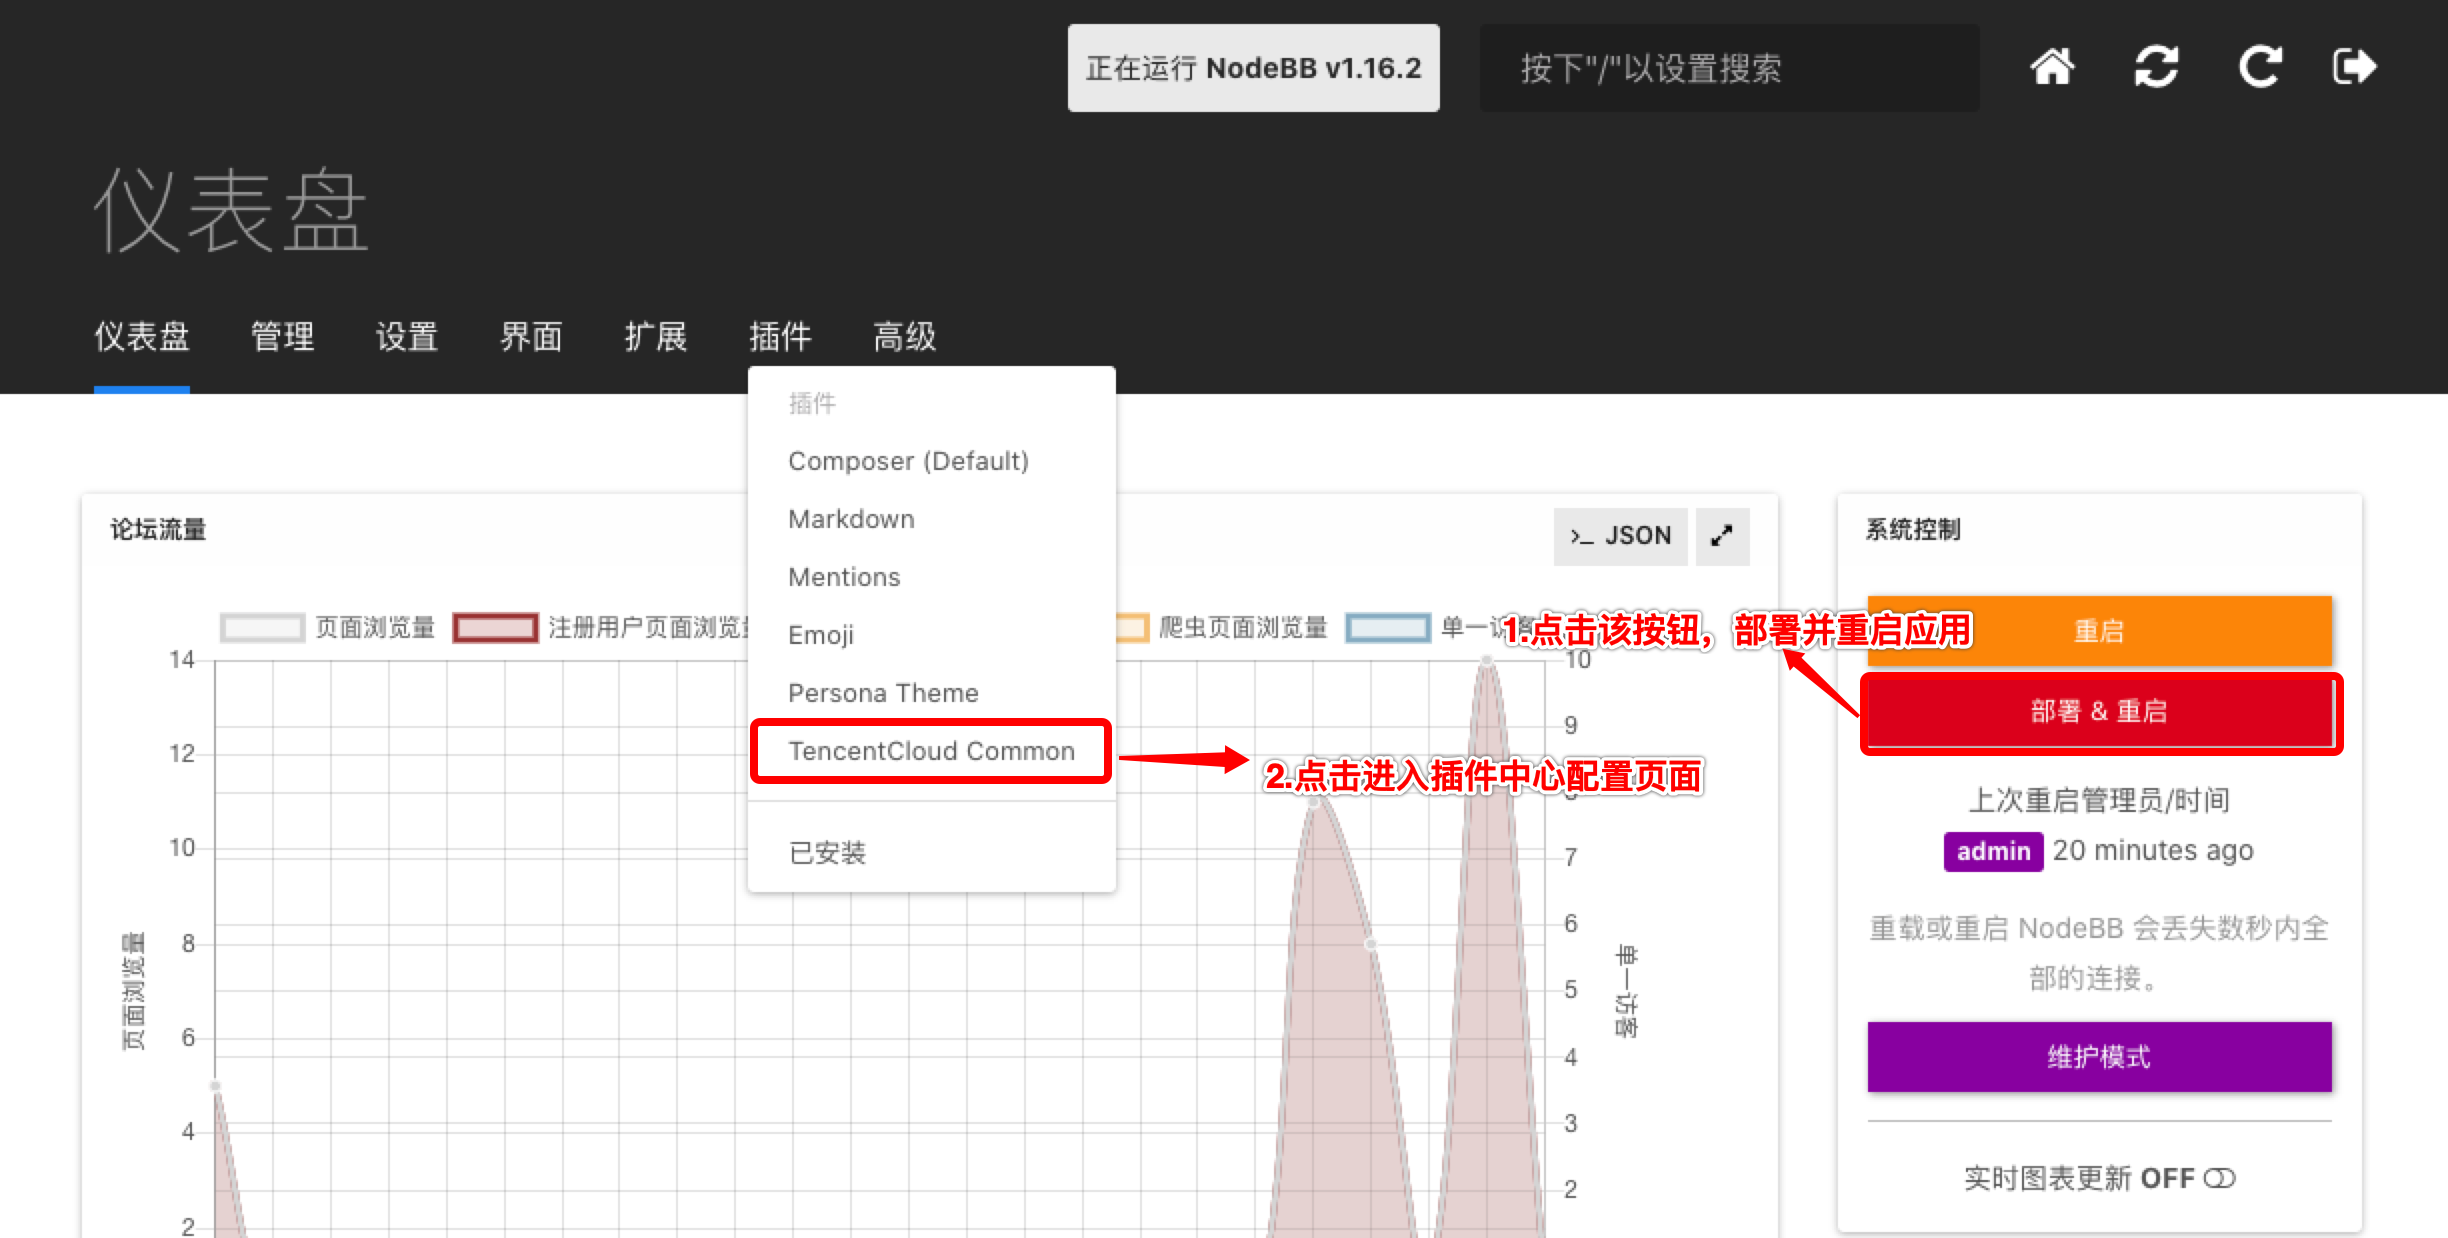 正在运行 NodeBB v1.16.2
按下"/"以设置搜索
仪表盘
仪表盘 管理 设置 界面 扩展 插件 高级
插件
Composer (Default)
Markdown
Mentions
Emoji
Persona Theme
TencentCloud Common
已安装
论坛流量
>_ JSON
页面浏览量 注册用户页面浏览 爬虫页面浏览量 单一
1.点击该按钮，部署并重启应用
2.点击进入插件中心配置页面
14
12
10
8
6
4
2
页面浏览量
10
9
7
6
5
4
3
2
单一访客
系统控制
重启
部署 & 重启
上次重启管理员/时间
admin 20 minutes ago
重载或重启 NodeBB 会丢失数秒内全
部的连接。
维护模式
实时图表更新 OFF